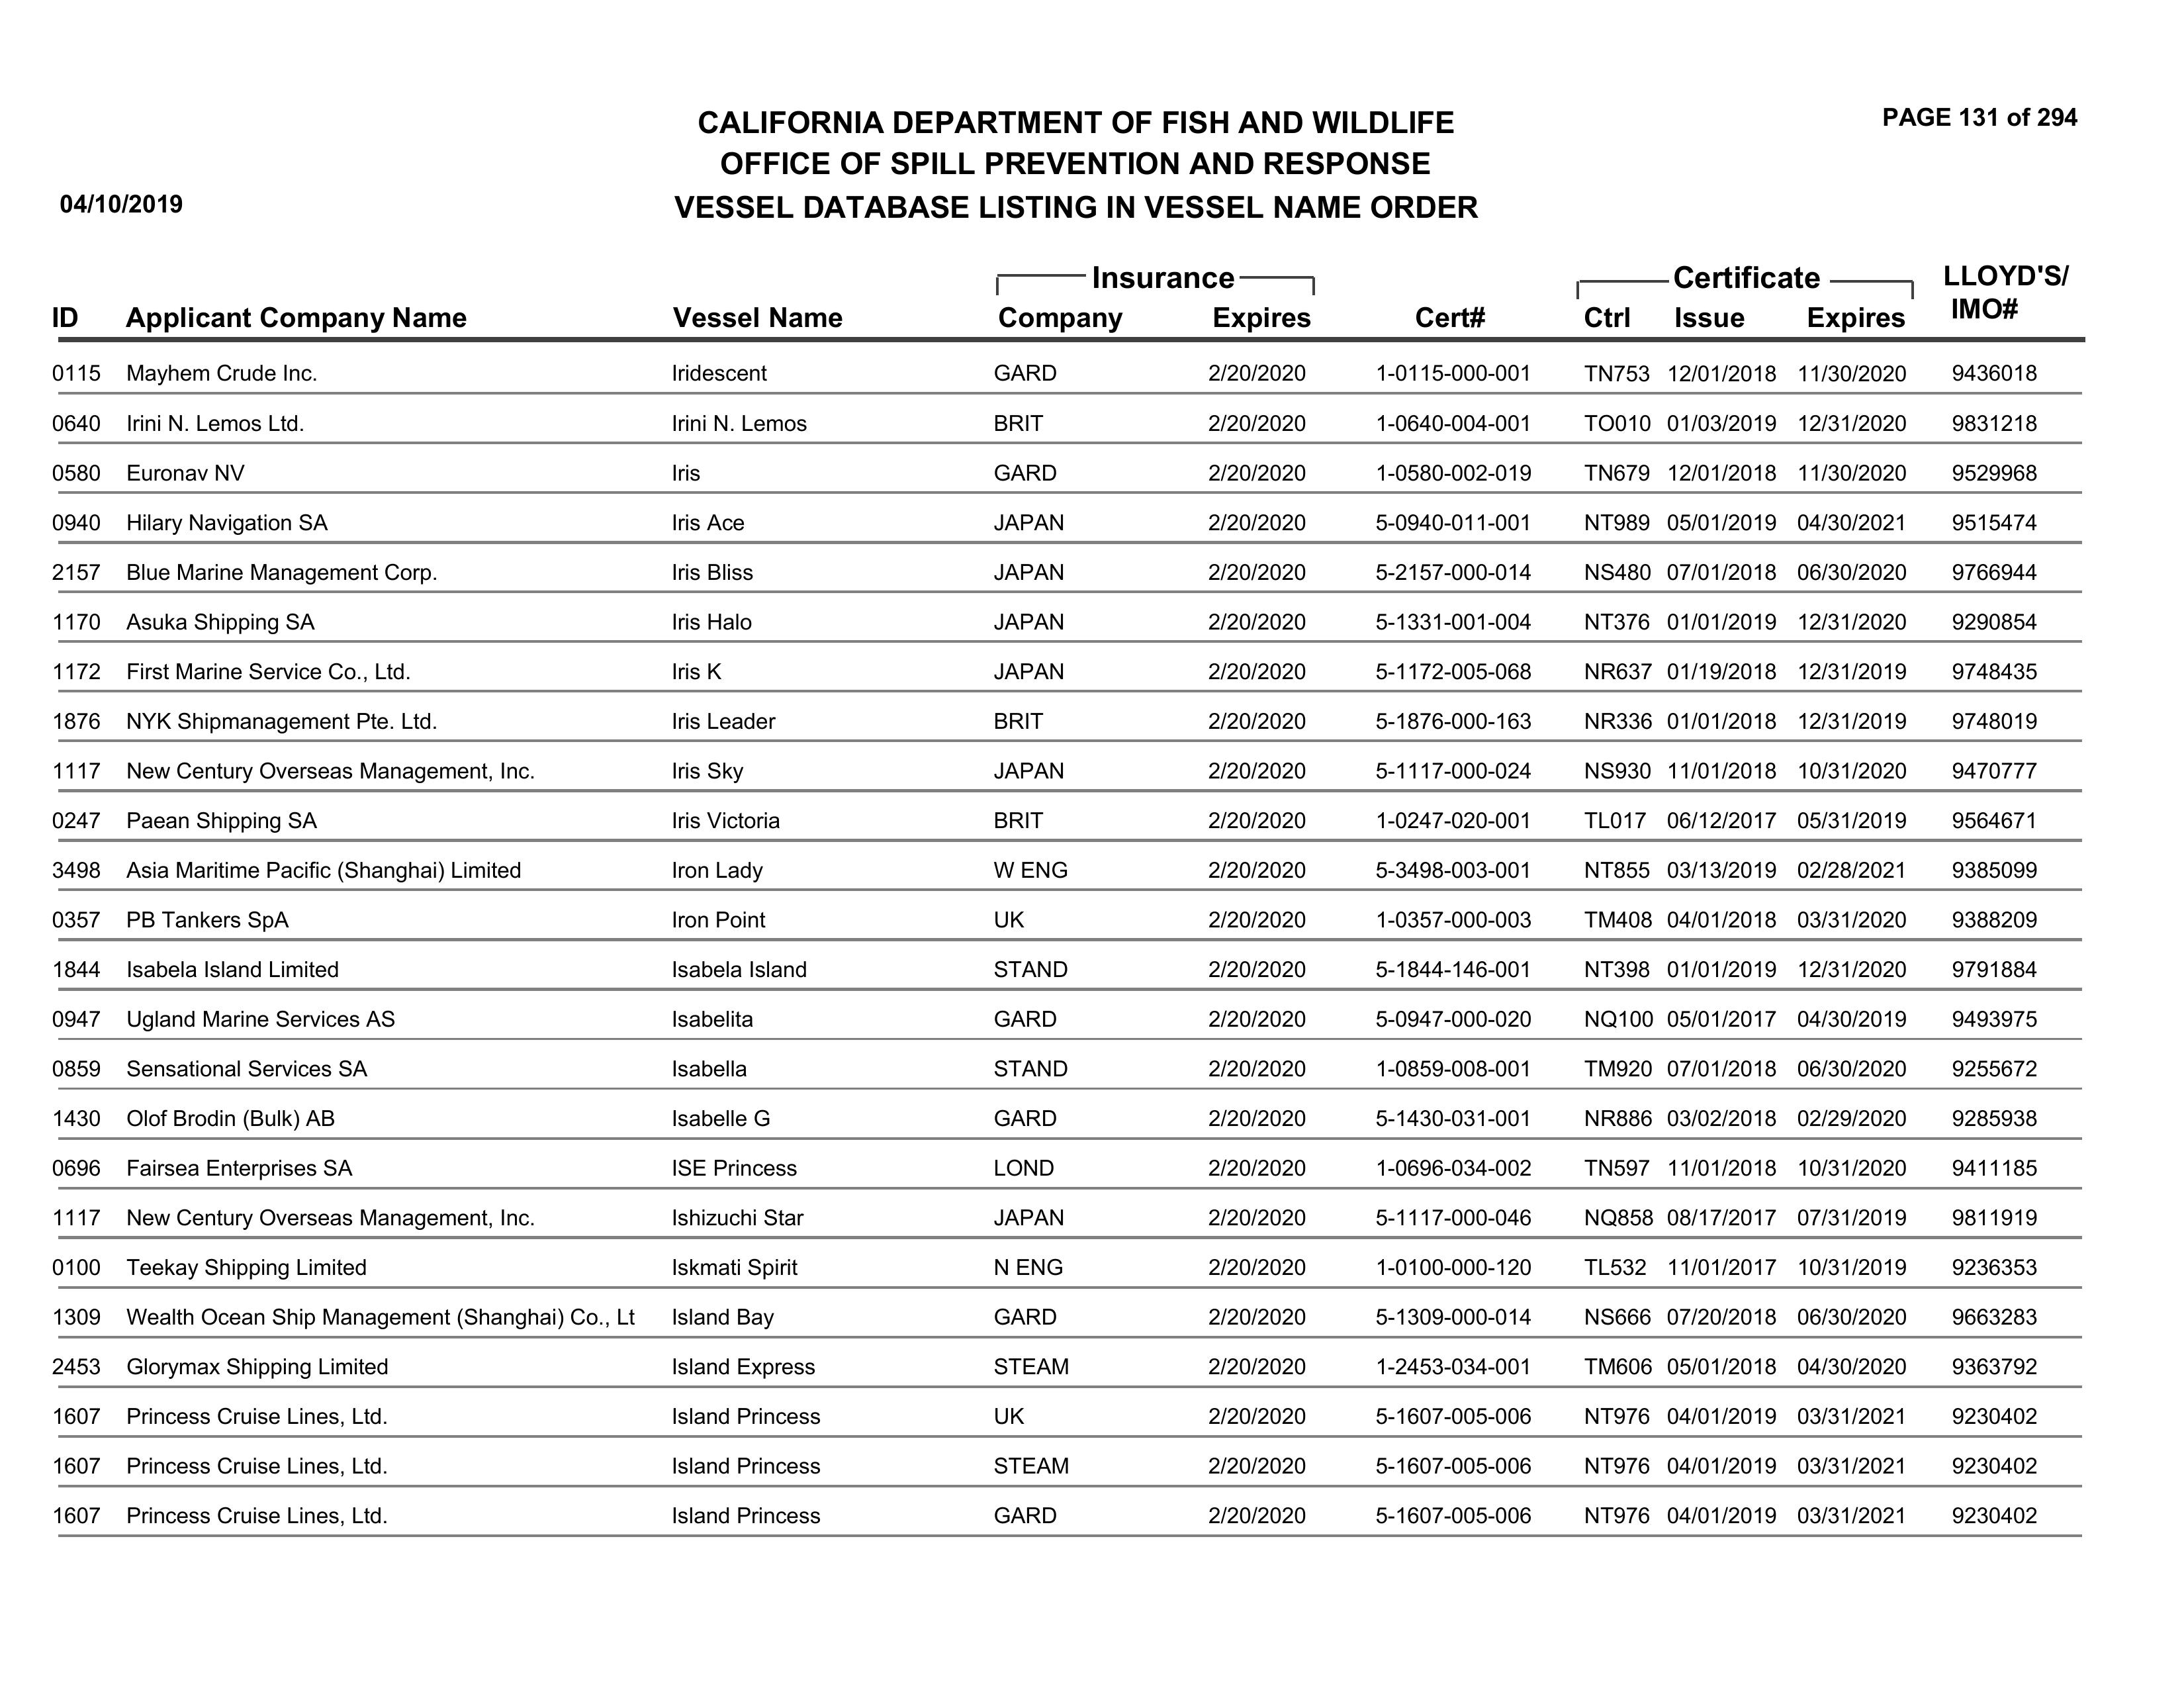 PAGE 131 of 294
CALIFORNIA DEPARTMENT OF FISH AND WILDLIFE
OFFICE OF SPILL PREVENTION AND RESPONSE
04/10/2019 VESSEL DATABASE LISTING IN VESSEL NAME ORDER
Insurance Certificate LLOYD'S/
ID Applicant Company Name Vessel Name Company Expires Cert# Ctrl Issue Expires IMO#
0115 Mayhem Crude Inc. Iridescent GARD 2/20/2020 1-0115-000-001 TN753 12/01/2018 11/30/2020 9436018
0640 Irini N. Lemos Ltd. Irini N. Lemos BRIT 2/20/2020 1-0640-004-001 TO010 01/03/2019 12/31/2020 9831218
0580 Euronav NV Iris GARD 2/20/2020 1-0580-002-019 TN679 12/01/2018 11/30/2020 9529968
0940 Hilary Navigation SA Iris Ace JAPAN 2/20/2020 5-0940-011-001 NT989 05/01/2019 04/30/2021 9515474
2157 Blue Marine Management Corp. Iris Bliss JAPAN 2/20/2020 5-2157-000-014 NS480 07/01/2018 06/30/2020 9766944
1170 Asuka Shipping SA Iris Halo JAPAN 2/20/2020 5-1331-001-004 NT376 01/01/2019 12/31/2020 9290854
1172 First Marine Service Co., Ltd. Iris K JAPAN 2/20/2020 5-1172-005-068 NR637 01/19/2018 12/31/2019 9748435
1876 NYK Shipmanagement Pte. Ltd. Iris Leader BRIT 2/20/2020 5-1876-000-163 NR336 01/01/2018 12/31/2019 9748019
1117 New Century Overseas Management, Inc. Iris Sky JAPAN 2/20/2020 5-1117-000-024 NS930 11/01/2018 10/31/2020 9470777
0247 Paean Shipping SA Iris Victoria BRIT 2/20/2020 1-0247-020-001 TL017 06/12/2017 05/31/2019 9564671
3498 Asia Maritime Pacific (Shanghai) Limited Iron Lady W ENG 2/20/2020 5-3498-003-001 NT855 03/13/2019 02/28/2021 9385099
0357 PB Tankers SpA Iron Point UK 2/20/2020 1-0357-000-003 TM408 04/01/2018 03/31/2020 9388209
1844 Isabela Island Limited Isabela Island STAND 2/20/2020 5-1844-146-001 NT398 01/01/2019 12/31/2020 9791884
0947 Ugland Marine Services AS Isabelita GARD 2/20/2020 5-0947-000-020 NQ100 05/01/2017 04/30/2019 9493975
0859 Sensational Services SA Isabella STAND 2/20/2020 1-0859-008-001 TM920 07/01/2018 06/30/2020 9255672
1430 Olof Brodin (Bulk) AB Isabelle G GARD 2/20/2020 5-1430-031-001 NR886 03/02/2018 02/29/2020 9285938
0696 Fairsea Enterprises SA ISE Princess LOND 2/20/2020 1-0696-034-002 TN597 11/01/2018 10/31/2020 9411185
1117 New Century Overseas Management, Inc. Ishizuchi Star JAPAN 2/20/2020 5-1117-000-046 NQ858 08/17/2017 07/31/2019 9811919
0100 Teekay Shipping Limited Iskmati Spirit N ENG 2/20/2020 1-0100-000-120 TL532 11/01/2017 10/31/2019 9236353
1309 Wealth Ocean Ship Management (Shanghai) Co., Lt Island Bay GARD 2/20/2020 5-1309-000-014 NS666 07/20/2018 06/30/2020 9663283
2453 Glorymax Shipping Limited Island Express STEAM 2/20/2020 1-2453-034-001 TM606 05/01/2018 04/30/2020 9363792
1607 Princess Cruise Lines, Ltd. Island Princess UK 2/20/2020 5-1607-005-006 NT976 04/01/2019 03/31/2021 9230402
1607 Princess Cruise Lines, Ltd. Island Princess STEAM 2/20/2020 5-1607-005-006 NT976 04/01/2019 03/31/2021 9230402
1607 Princess Cruise Lines, Ltd. Island Princess GARD 2/20/2020 5-1607-005-006 NT976 04/01/2019 03/31/2021 9230402